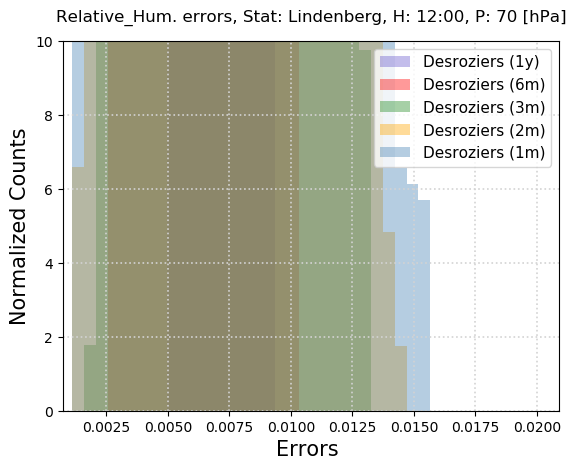 Relative_Hum. errors, Stat: Lindenberg, H: 12:00, P: 70 [hPa]
Desroziers (1y)
Desroziers (6m)
Desroziers (3m)
Desroziers (2m)
Desroziers (1m)
Normalized Counts
10
8
6
4
2
0
0.0025 0.0050 0.0075 0.0100 0.0125 0.0150 0.0175 0.0200
Errors